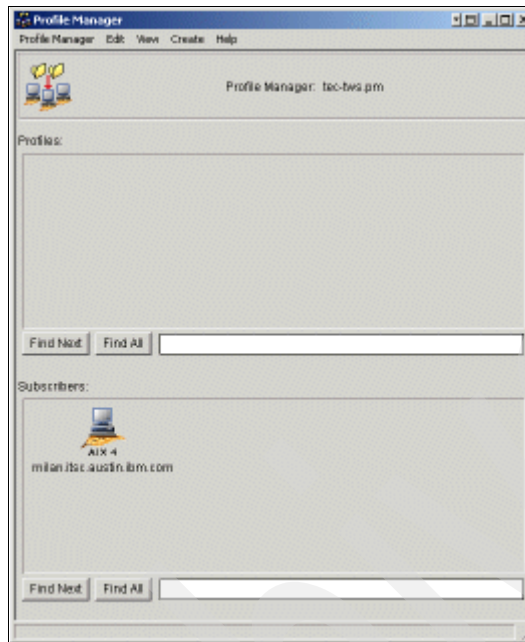 Profile Manager
Profile Manager Edit View Create Help
Profile Manager: tec-tws.pm
Profiles:
Find Next Find All
Subscribers:
AIX 4
milan.itsc.austin.ibm.com
Find Next Find All